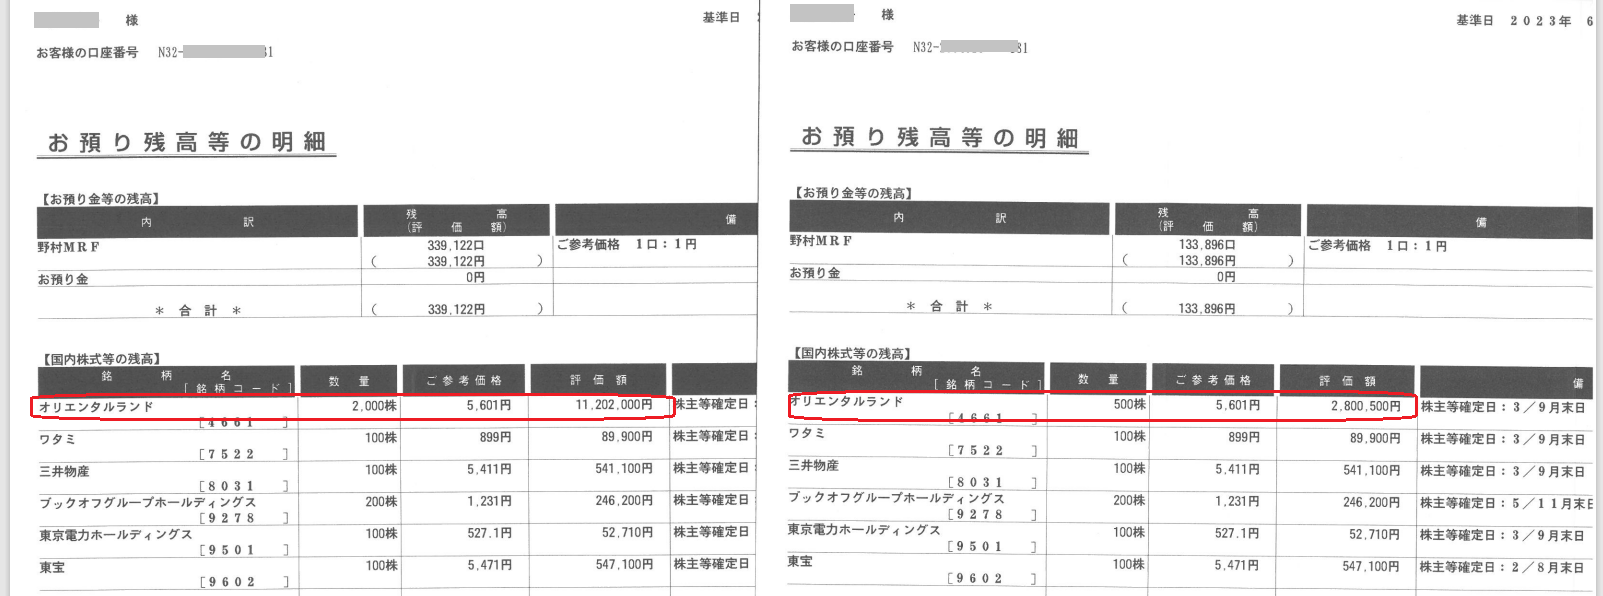 様
基準日
お客様の口座番号 N32- 31
お預り残高等の明細
【お預り金等の残高】
内 訳 残 高 (評 価 額) 備
野村MRF 339,122口 ご参考価格 1口:1円
( 339,122円 )
お預り金 0円
* 合 計 * ( 339,122円 )
【国内株式等の残高】
銘 柄 名 [銘柄コード] 数 量 ご参考価格 評 価 額
オリエンタルランド 2,000株 5,601円 11,202,000円 株主等確定日:
[4661 ]
ワタミ 100株 899円 89,900円 株主等確定日:
[7522 ]
三井物産 100株 5,411円 541,100円 株主等確定日:
[8031 ]
ブックオフグループホールディングス 200株 1,231円 246,200円 株主等確定日:
[9278 ]
東京電力ホールディングス 100株 527.1円 52,710円 株主等確定日
[9501 ]
東宝 100株 5,471円 547,100円 株主等確定日:
[9602 ]
様
基準日 2023年 6
お客様の口座番号 N32- 31
お預り残高等の明細
【お預り金等の残高】
内 訳 残 高 (評 価 額) 備
野村MRF 133,896口 ご参考価格 1口:1円
( 133,896円 )
お預り金 0円
* 合 計 * ( 133,896円 )
【国内株式等の残高】
銘 柄 名 [銘柄コード] 数 量 ご参考価格 評 価 額 備
オリエンタルランド 500株 5,601円 2,800,500円 株主等確定日:3/9月末日
[4661 ]
ワタミ 100株 899円 89,900円 株主等確定日:3/9月末日
[7522 ]
三井物産 100株 5,411円 541,100円 株主等確定日:3/9月末日
[8031 ]
ブックオフグループホールディングス 200株 1,231円 246,200円 株主等確定日:5/11月末日
[9278 ]
東京電力ホールディングス 100株 527.1円 52,710円 株主等確定日:3/9月末日
[9501 ]
東宝 100株 5,471円 547,100円 株主等確定日:2/8月末日
[9602 ]